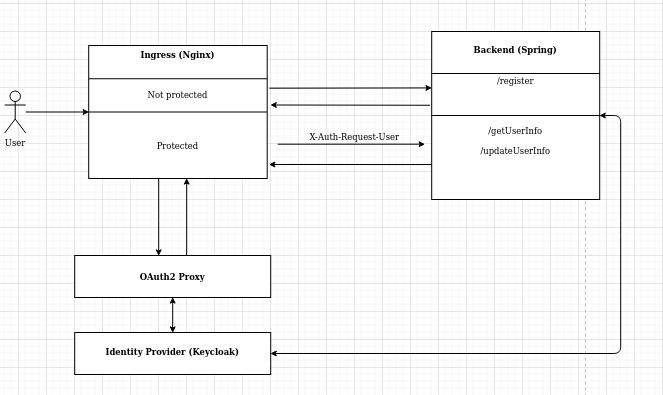 Ingress (Nginx)
Not protected
Protected
User
X-Auth-Request-User
Backend (Spring)
/register
/getUserInfo
/updateUserInfo
OAuth2 Proxy
Identity Provider (Keycloak)